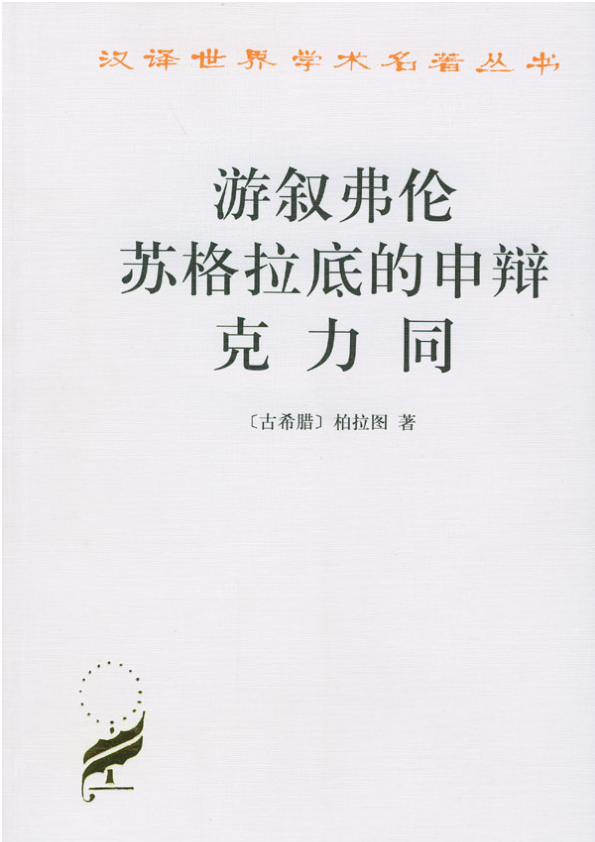 汉译世界学术名著丛书
游叙弗伦
苏格拉底的申辩
克力同
〔古希腊〕柏拉图 著